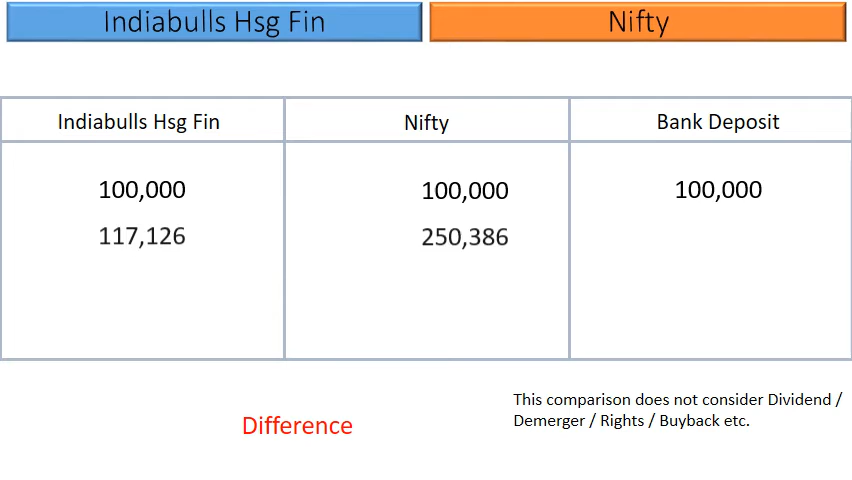 Indiabulls Hsg Fin
Nifty
Indiabulls Hsg Fin
Nifty
Bank Deposit
100,000
100,000
100,000
117,126
250,386
Difference
This comparison does not consider Dividend /
Demerger / Rights / Buyback etc.